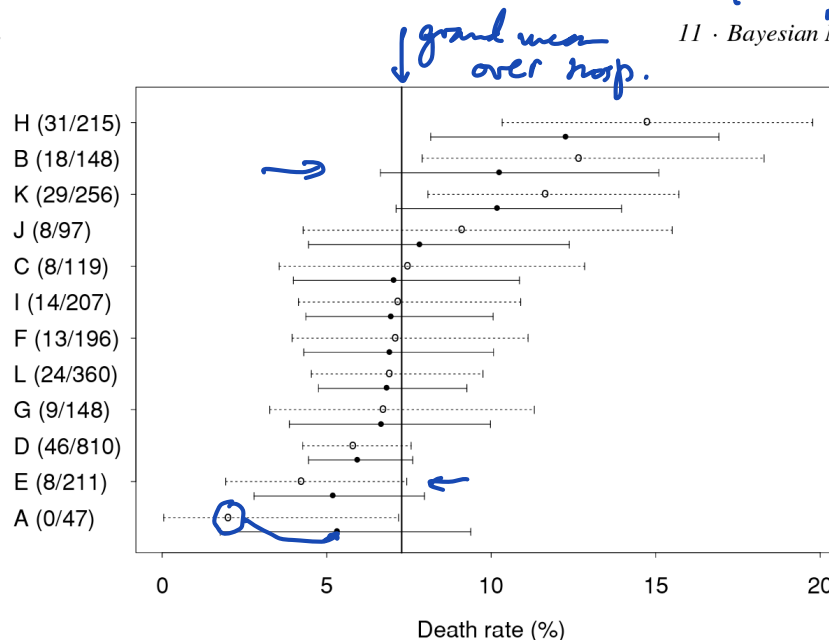 grand mean
over hosp.
11 · Bayesian
H (31/215)
B (18/148)
K (29/256)
J (8/97)
C (8/119)
I (14/207)
F (13/196)
L (24/360)
G (9/148)
D (46/810)
E (8/211)
A (0/47)
0 5 10 15 20
Death rate (%)